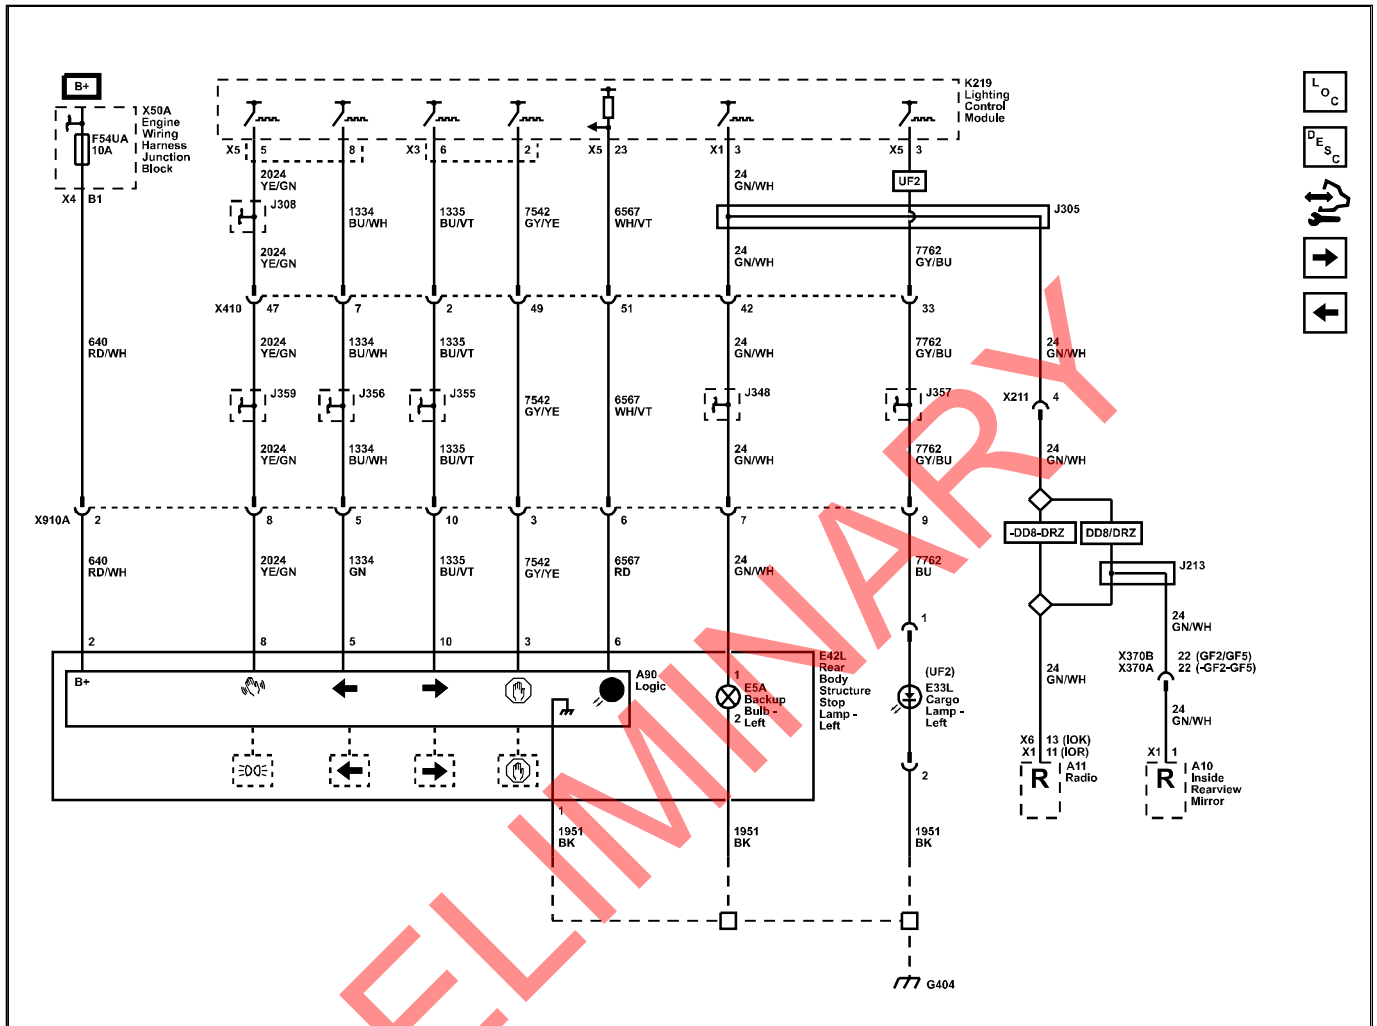 B+
X50A
Engine
Wiring
Harness
Junction
Block
F54UA
10A
X4 B1
K219
Lighting
Control
Module
X5 5 8 X3 6 2 X5 23 X1 3 X5 3
2024
YE/GN
24
GN/WH
UF2
J308
J305
1334
BU/WH
1335
BU/VT
7542
GY/YE
6567
WH/VT
2024
YE/GN
24
GN/WH
7762
GY/BU
X410 47 7 2 49 51 42 33
640
RD/WH
2024
YE/GN
1334
BU/WH
1335
BU/VT
24
GN/WH
7762
GY/BU
24
GN/WH
J359 J356 J355 J348 J357
7542
GY/YE
6567
WH/VT
X211 4
2024
YE/GN
1334
BU/WH
1335
BU/VT
24
GN/WH
7762
GY/BU
24
GN/WH
X910A 2 8 5 10 3 6 7 9
-DD8-DRZ DD8/DRZ
J213
640
RD/WH
2024
YE/GN
1334
GN
1335
BU/VT
7542
GY/YE
6567
RD
24
GN/WH
7762
BU
24
GN/WH
1
2 8 5 10 3 6
B+
A90
Logic
1
E5A
Backup
Bulb -
Left
2
E42L
Rear
Body
Structure
Stop
Lamp -
Left
(UF2)
E33L
Cargo
Lamp -
Left
2
24
GN/WH
X370B 22 (GF2/GF5)
X370A 22 (-GF2-GF5)
24
GN/WH
X6 13 (IOK)
X1 11 (IOR)
R
A11
Radio
X1 1
R
A10
Inside
Rearview
Mirror
1
1951
BK
1951
BK
1951
BK
G404
L O C
D E S C
ELIMINARY